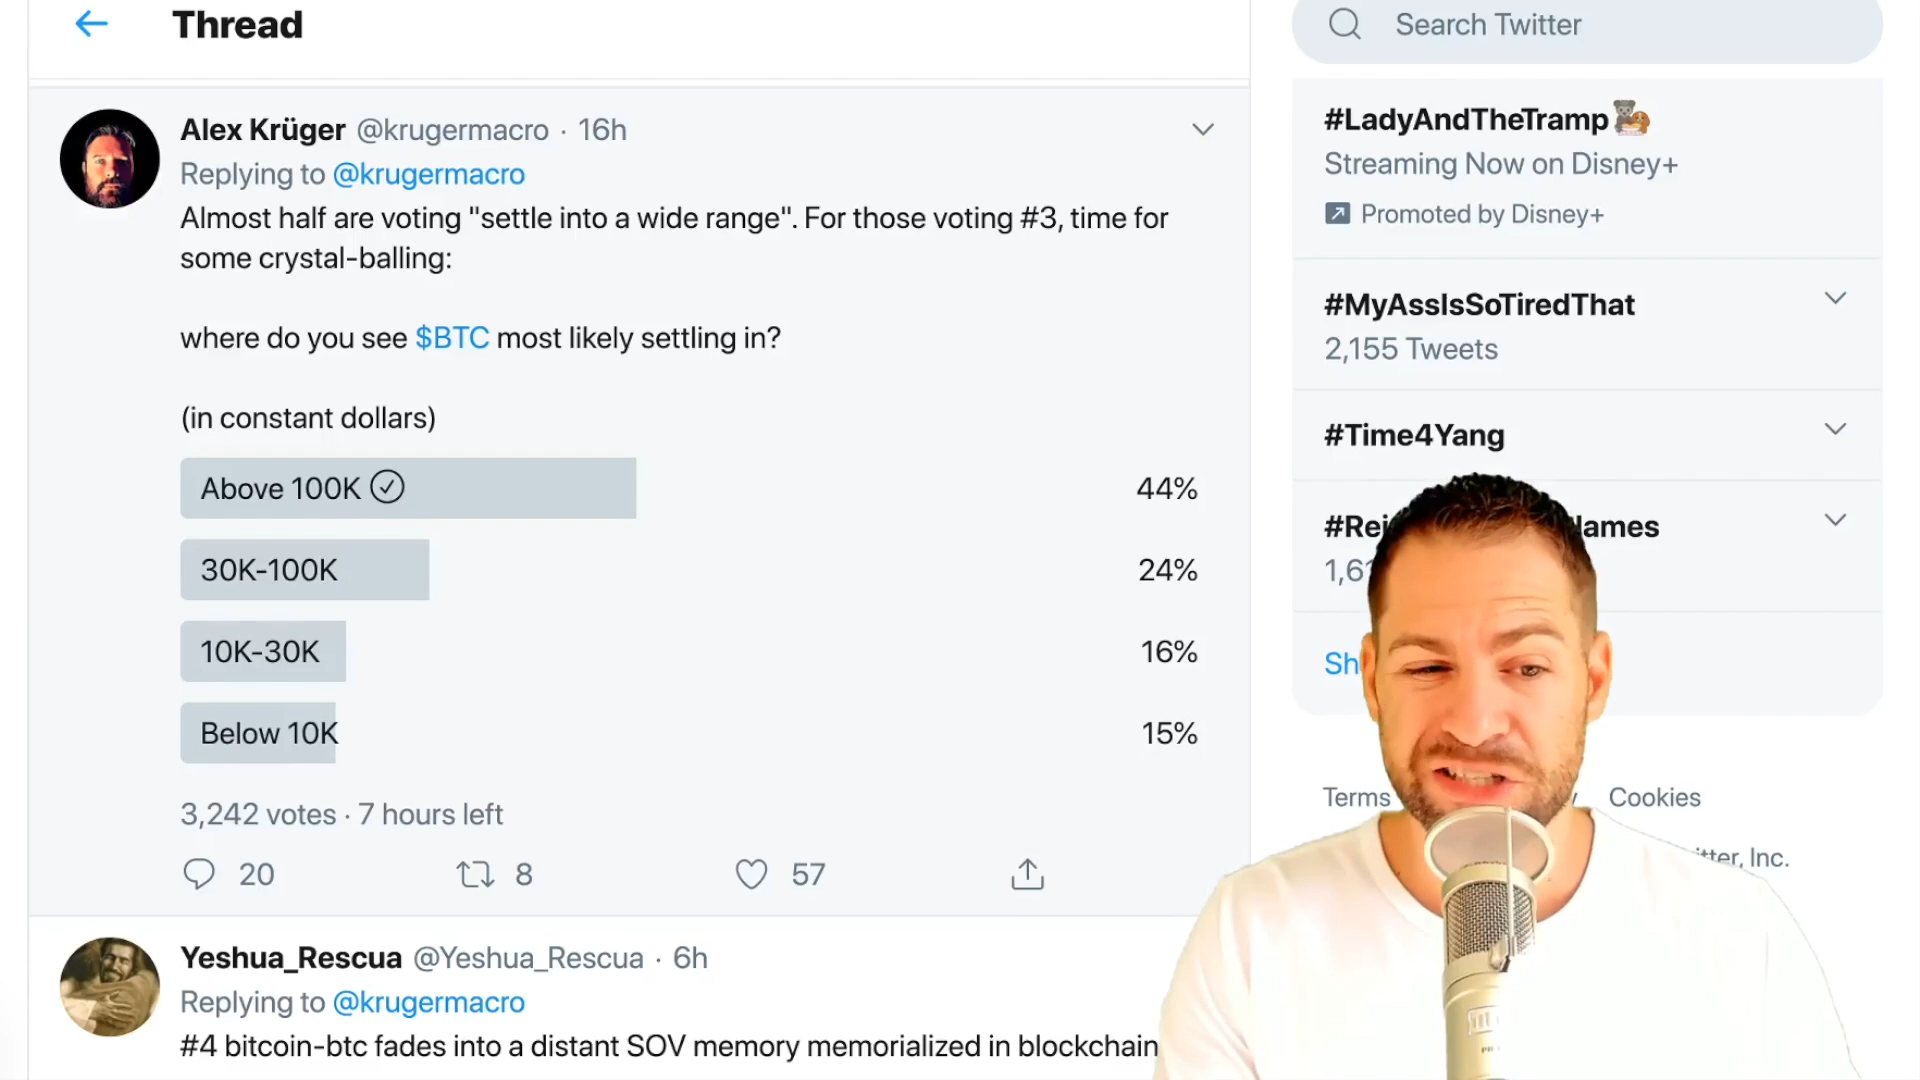 Thread
Search Twitter
Alex Krüger @krugermacro · 16h
Replying to @krugermacro
Almost half are voting "settle into a wide range". For those voting #3, time for
some crystal-balling:
where do you see $BTC most likely settling in?
(in constant dollars)
Above 100K 44%
30K-100K 24%
10K-30K 16%
Below 10K 15%
3,242 votes · 7 hours left
20 8 57
Yeshua_Rescua @Yeshua_Rescua · 6h
Replying to @krugermacro
#4 bitcoin-btc fades into a distant SOV memory memorialized in blockchain
#LadyAndTheTramp
Streaming Now on Disney+
Promoted by Disney+
#MyAssIsSoTiredThat
2,155 Tweets
#Time4Yang
Terms Cookies
Inc.